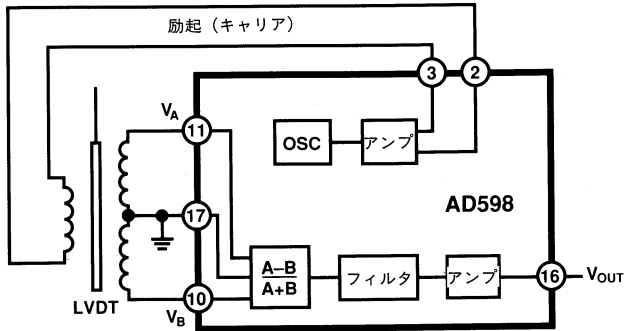 励起（キャリア）
3
2
VA
11
OSC
アンプ
17
AD598
A–B
A+B
フィルタ
アンプ
16
VOUT
LVDT
10
VB